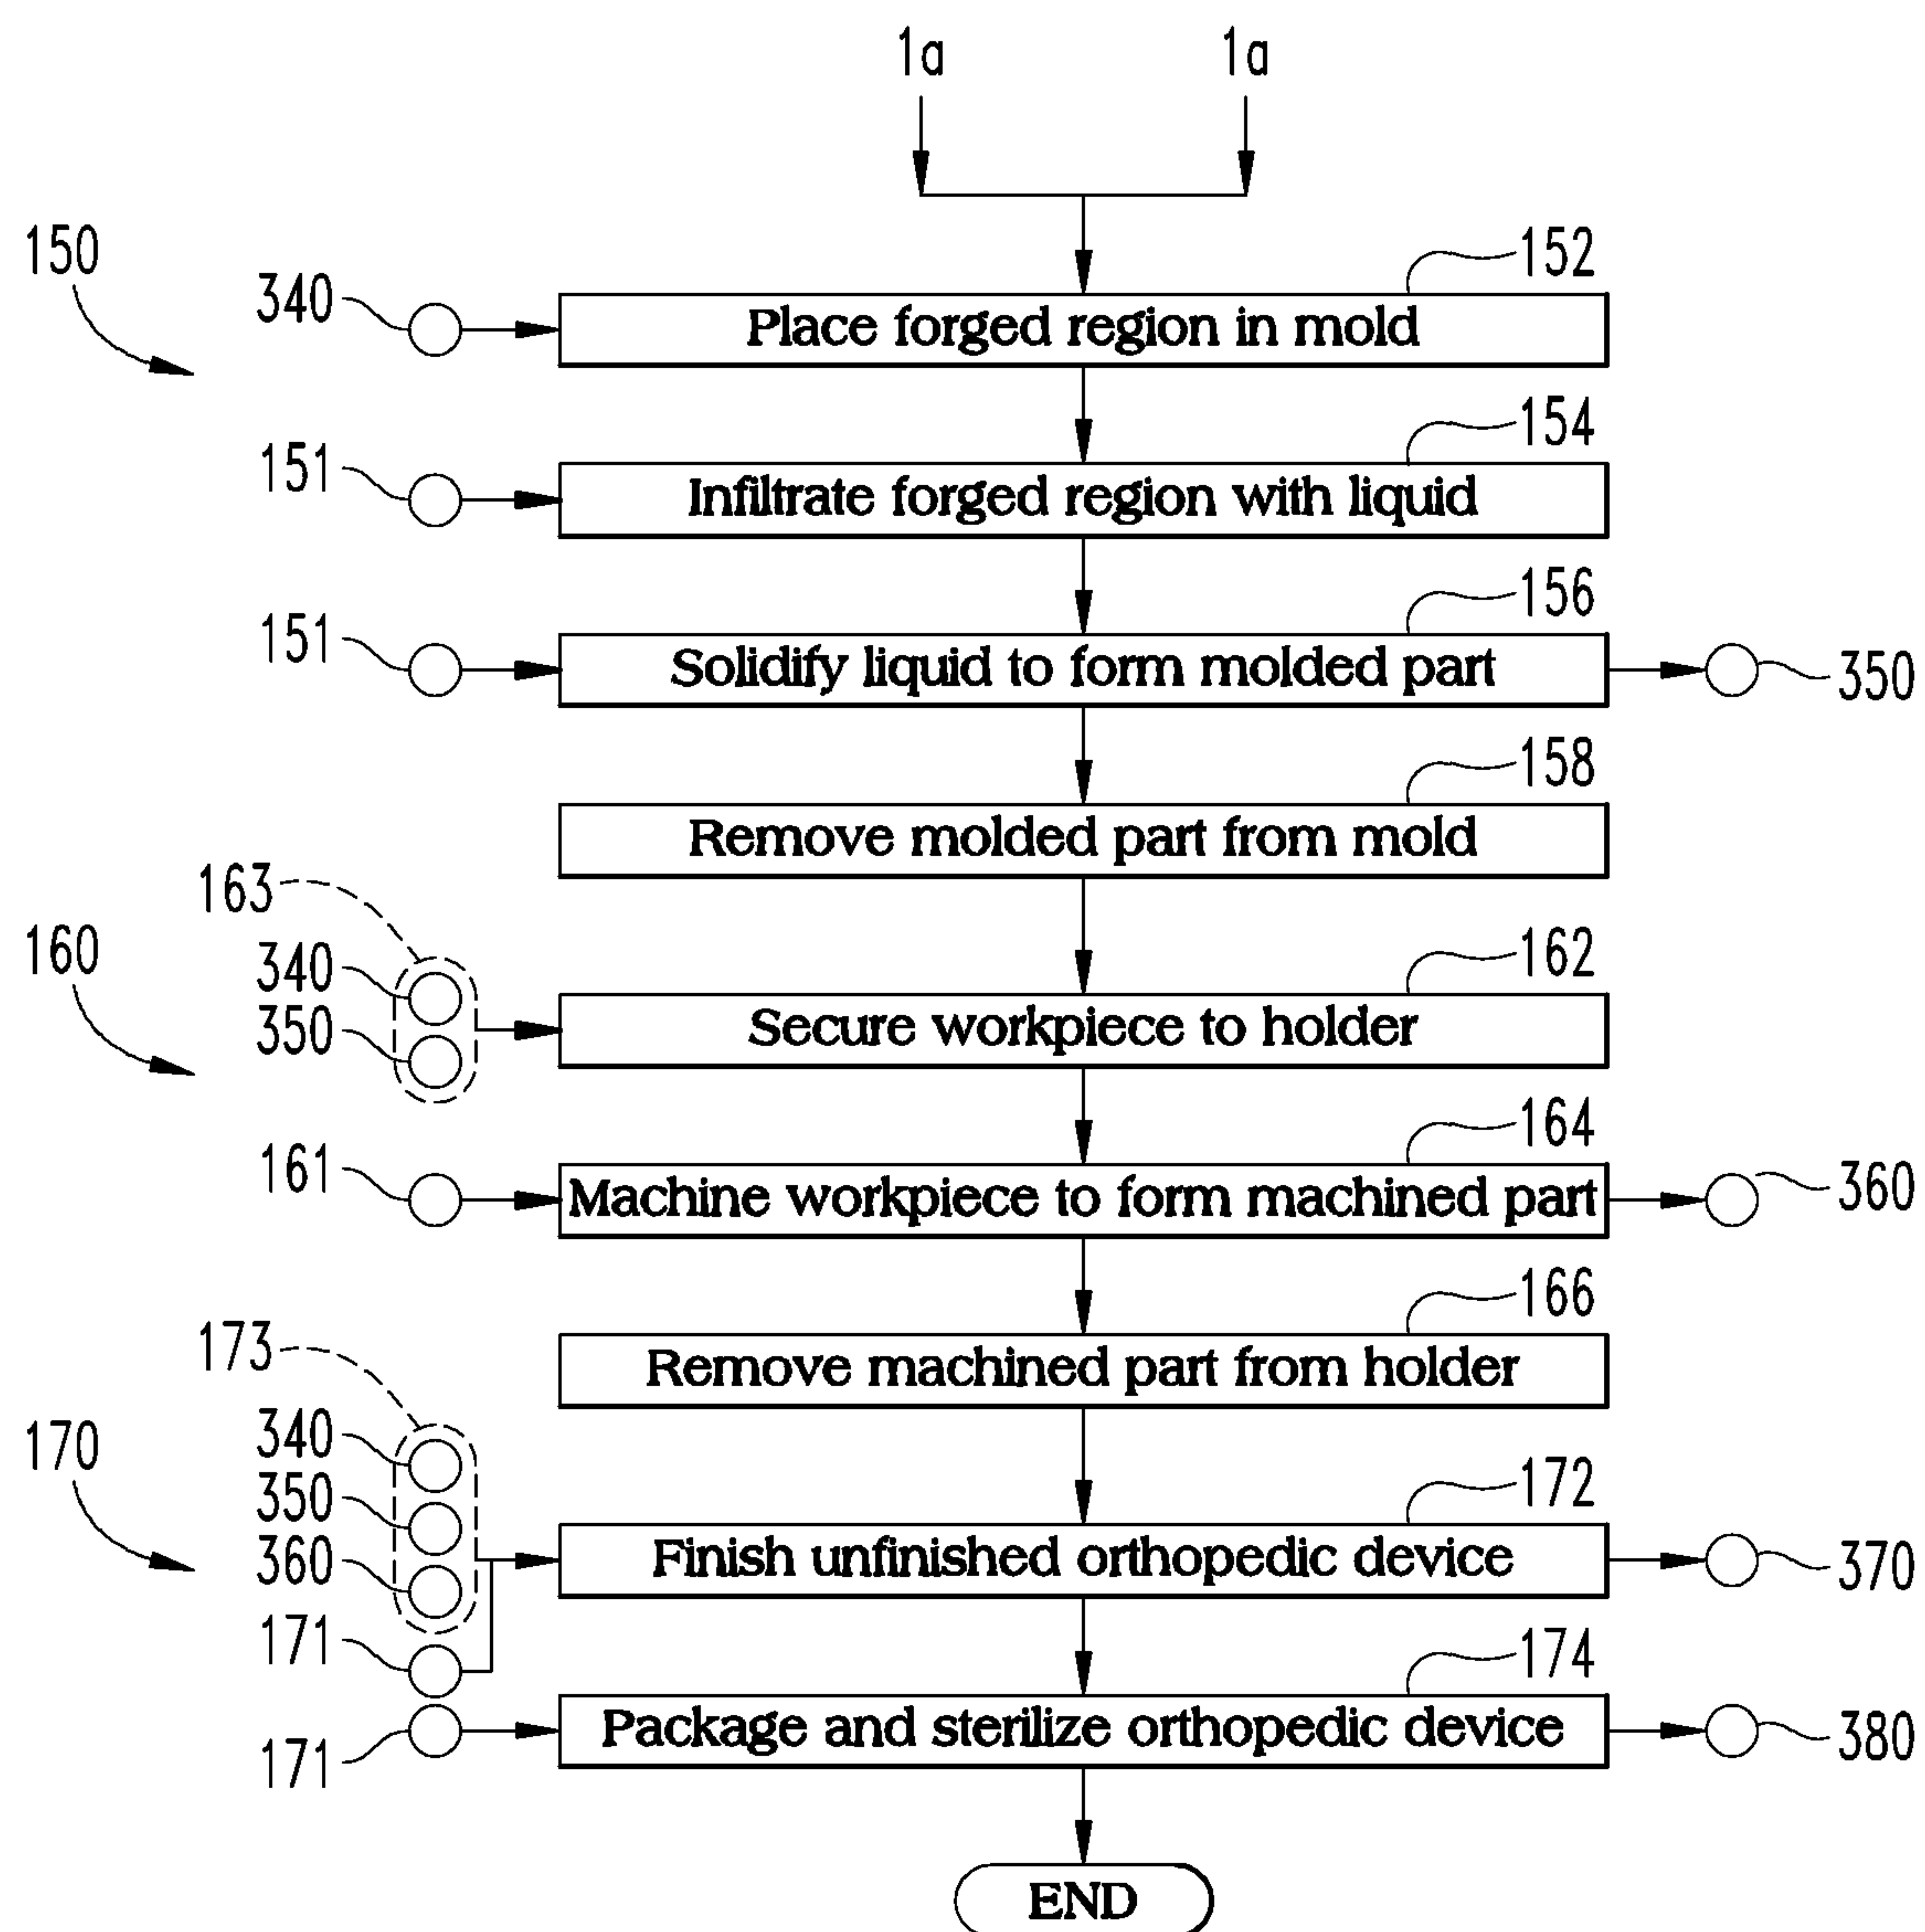 1a 1a
150
152
340
Place forged region in mold
154
151
Infiltrate forged region with liquid
156
151
Solidify liquid to form molded part
350
158
Remove molded part from mold
163
160
340
162
350
Secure workpiece to holder
164
161
Machine workpiece to form machined part
360
166
Remove machined part from holder
173
170
340
350
172
360
Finish unfinished orthopedic device
370
171
174
Package and sterilize orthopedic device
380
171
END